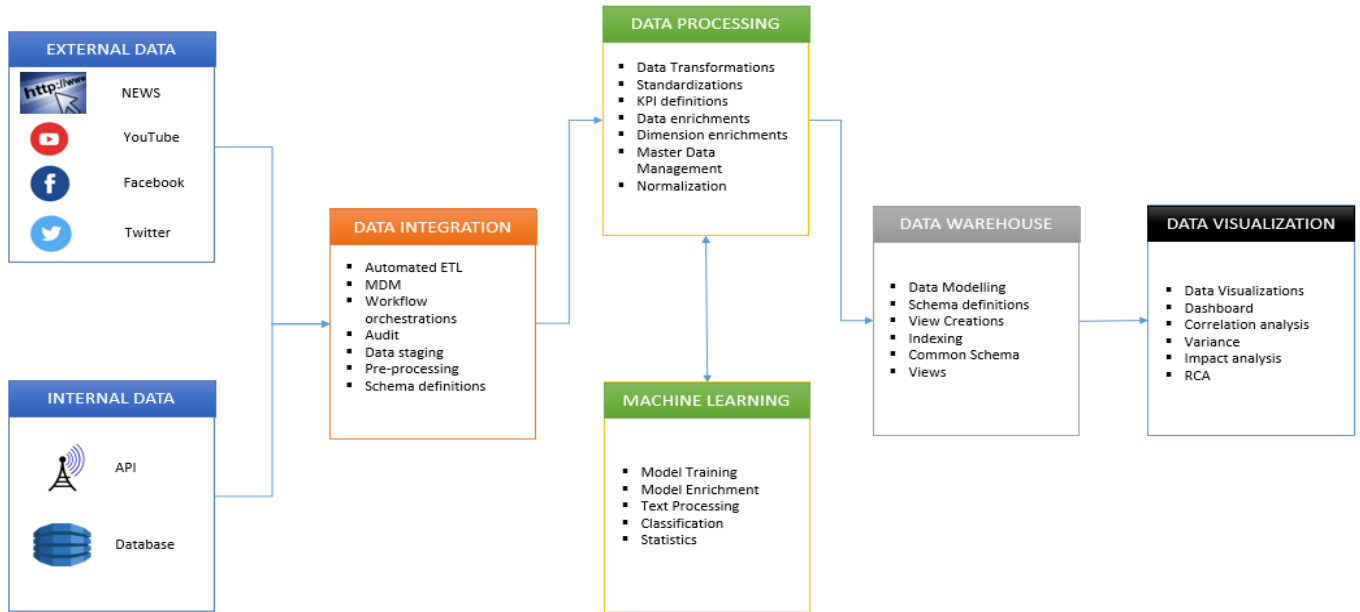 EXTERNAL DATA
http://www
NEWS
YouTube
Facebook
Twitter
INTERNAL DATA
API
Database
DATA INTEGRATION
▪ Automated ETL
▪ MDM
▪ Workflow
orchestrations
▪ Audit
▪ Data staging
▪ Pre-processing
▪ Schema definitions
DATA PROCESSING
▪ Data Transformations
▪ Standardizations
▪ KPI definitions
▪ Data enrichments
▪ Dimension enrichments
▪ Master Data
Management
▪ Normalization
MACHINE LEARNING
▪ Model Training
▪ Model Enrichment
▪ Text Processing
▪ Classification
▪ Statistics
DATA WAREHOUSE
▪ Data Modelling
▪ Schema definitions
▪ View Creations
▪ Indexing
▪ Common Schema
▪ Views
DATA VISUALIZATION
▪ Data Visualizations
▪ Dashboard
▪ Correlation analysis
▪ Variance
▪ Impact analysis
▪ RCA